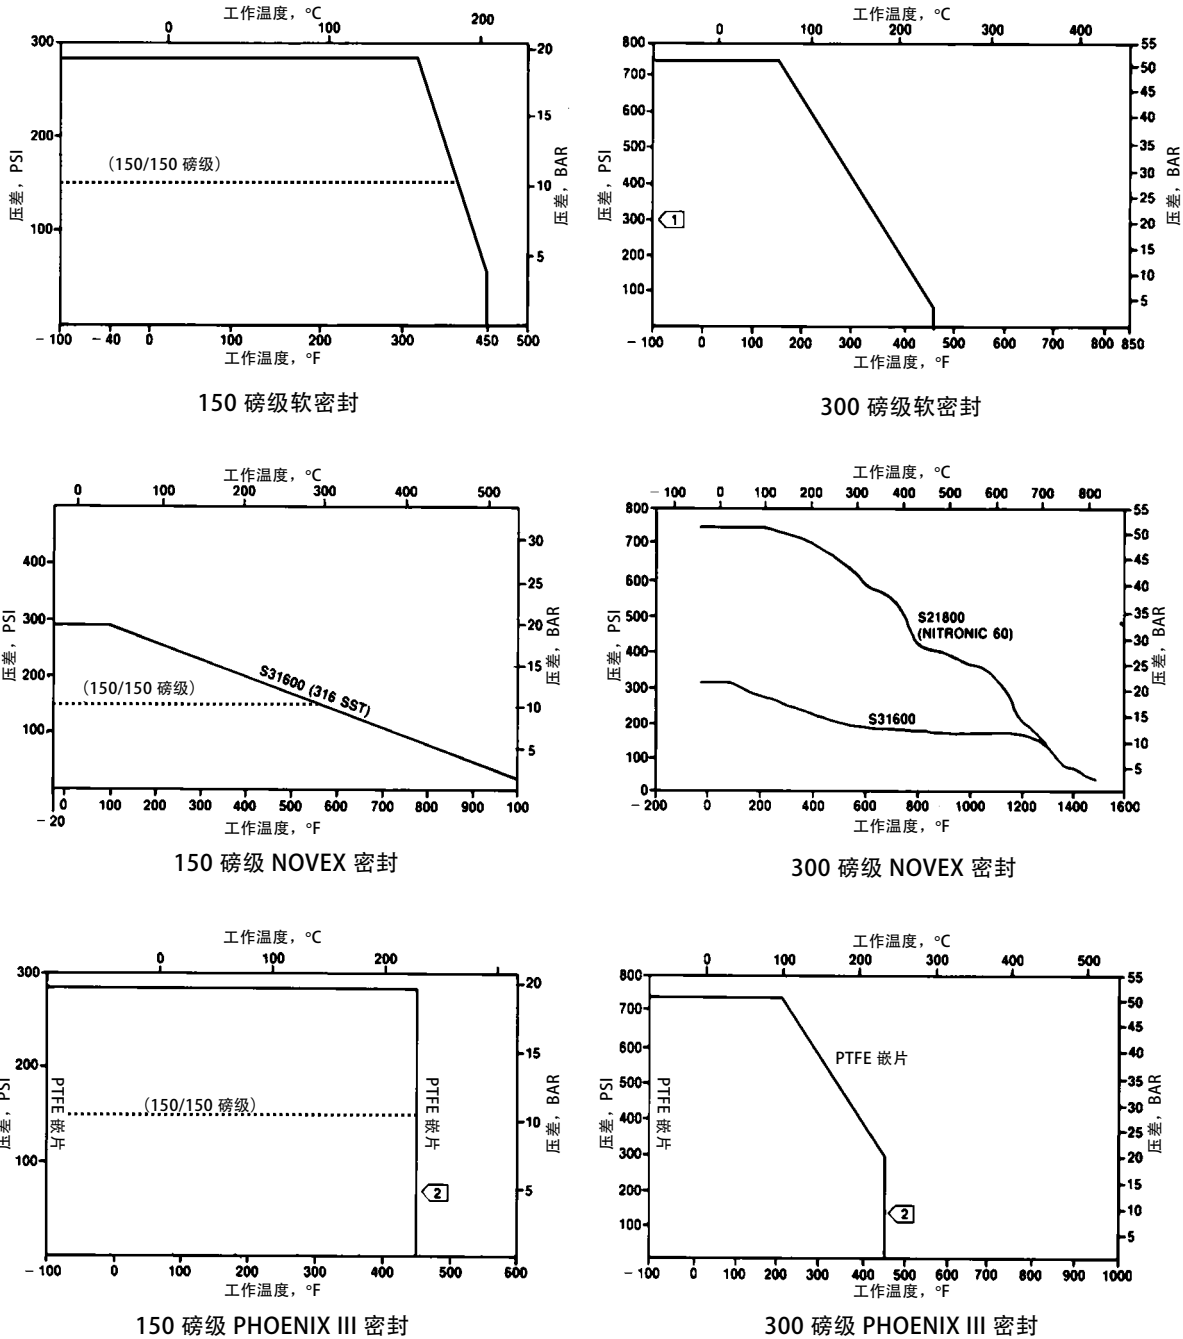 工作温度，°C
0 100 200
300
200
100
压差，PSI
(150/150 磅级)
20
15
10
5
压差，BAR
– 100 – 40 0 100 200 300 450 500
工作温度，°F
150 磅级软密封
工作温度，°C
0 100 200 300 400
800
700
600
500
400
300
200
100
压差，PSI
1
55
50
45
40
35
30
25
20
15
10
5
压差，BAR
– 100 0 100 200 300 400 500 600 700 800 850
工作温度，°F
300 磅级软密封
工作温度，°C
0 100 200 300 400 500
400
300
200
100
压差，PSI
S31600 (316 SST)
(150/150 磅级)
30
25
20
15
10
5
压差，BAR
0 100 200 300 400 500 600 700 800 900 100
– 20
工作温度，°F
150 磅级 NOVEX 密封
工作温度，°C
– 100 0 100 200 300 400 500 600 700 800
800
700
600
500
400
300
200
100
0
压差，PSI
S21800
(NITRONIC 60)
S31600
55
50
45
40
35
30
25
20
15
10
5
压差，BAR
– 200 0 200 400 600 800 1000 1200 1400 1600
工作温度，°F
300 磅级 NOVEX 密封
工作温度，°C
0 100 200
300
200
100
压差，PSI
PTFE 嵌片
(150/150 磅级)
PTFE 嵌片
2
20
15
10
5
压差，BAR
– 100 0 100 200 300 400 500 600
工作温度，°F
150 磅级 PHOENIX III 密封
工作温度，°C
0 100 200 300 400 500
800
700
600
500
400
300
200
100
压差，PSI
PTFE 嵌片
PTFE 嵌片
2
55
50
45
40
35
30
25
20
15
10
5
压差，BAR
– 100 0 100 200 300 400 500 600 700 800 900 1000
工作温度，°F
300 磅级 PHOENIX III 密封